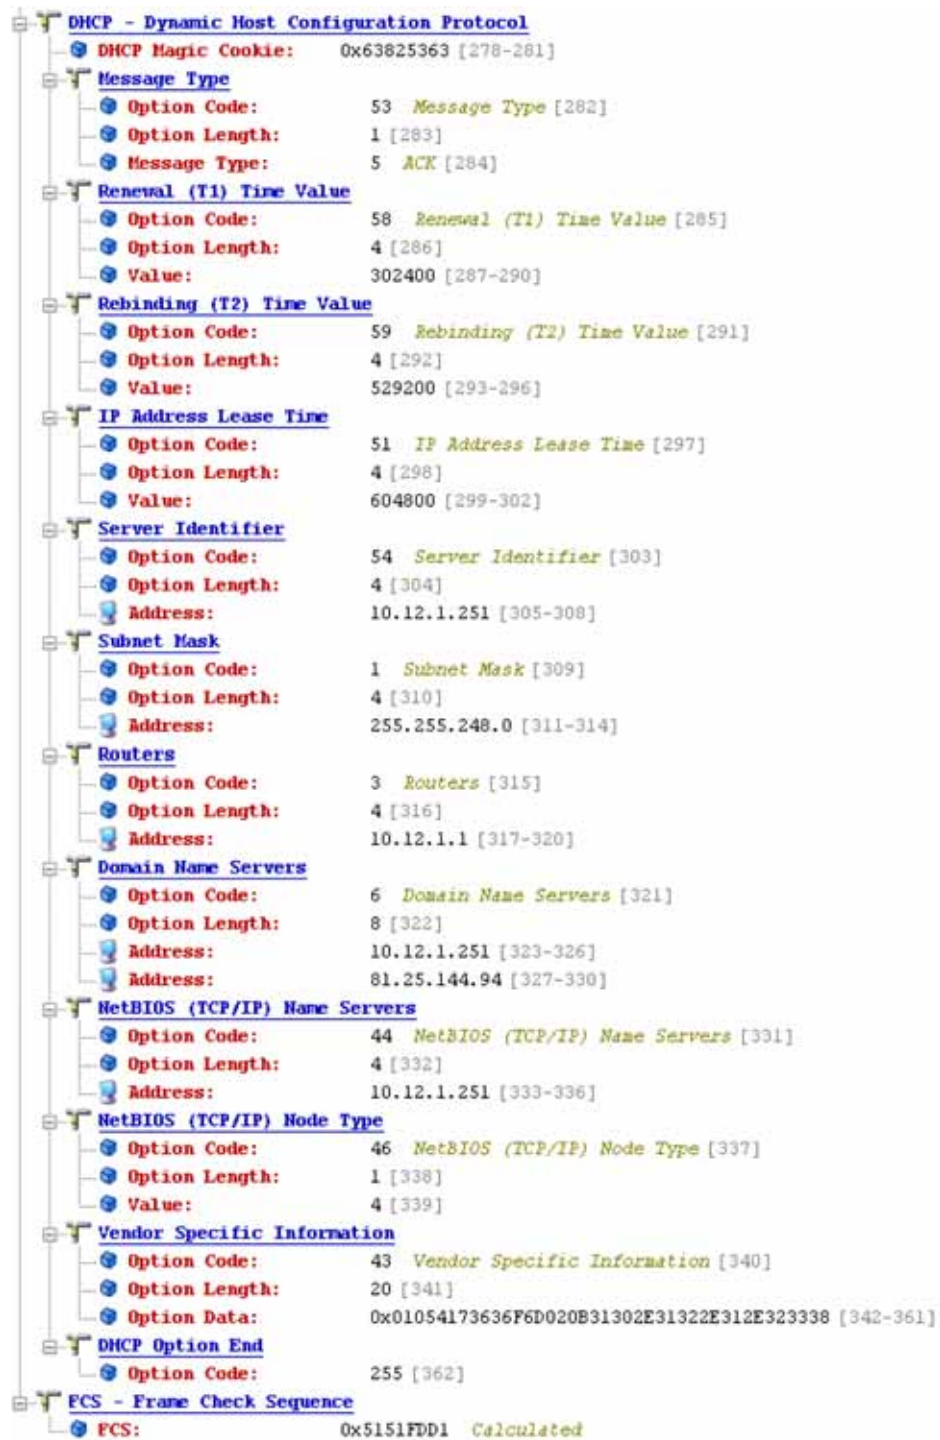 DHCP - Dynamic Host Configuration Protocol
DHCP Magic Cookie: 0x63825363 [278-281]
Message Type
Option Code: 53 Message Type [282]
Option Length: 1 [283]
Message Type: 5 ACK [284]
Renewal (T1) Time Value
Option Code: 58 Renewal (T1) Time Value [285]
Option Length: 4 [286]
Value: 302400 [287-290]
Rebinding (T2) Time Value
Option Code: 59 Rebinding (T2) Time Value [291]
Option Length: 4 [292]
Value: 529200 [293-296]
IP Address Lease Time
Option Code: 51 IP Address Lease Time [297]
Option Length: 4 [298]
Value: 604800 [299-302]
Server Identifier
Option Code: 54 Server Identifier [303]
Option Length: 4 [304]
Address: 10.12.1.251 [305-308]
Subnet Mask
Option Code: 1 Subnet Mask [309]
Option Length: 4 [310]
Address: 255.255.248.0 [311-314]
Routers
Option Code: 3 Routers [315]
Option Length: 4 [316]
Address: 10.12.1.1 [317-320]
Domain Name Servers
Option Code: 6 Domain Name Servers [321]
Option Length: 8 [322]
Address: 10.12.1.251 [323-326]
Address: 81.25.144.94 [327-330]
NetBIOS (TCP/IP) Name Servers
Option Code: 44 NetBIOS (TCP/IP) Name Servers [331]
Option Length: 4 [332]
Address: 10.12.1.251 [333-336]
NetBIOS (TCP/IP) Node Type
Option Code: 46 NetBIOS (TCP/IP) Node Type [337]
Option Length: 1 [338]
Value: 4 [339]
Vendor Specific Information
Option Code: 43 Vendor Specific Information [340]
Option Length: 20 [341]
Option Data: 0x01054173636F6D020B31302E31322E312E323338 [342-361]
DHCP Option End
Option Code: 255 [362]
FCS - Frame Check Sequence
FCS: 0x5151FDD1 Calculated